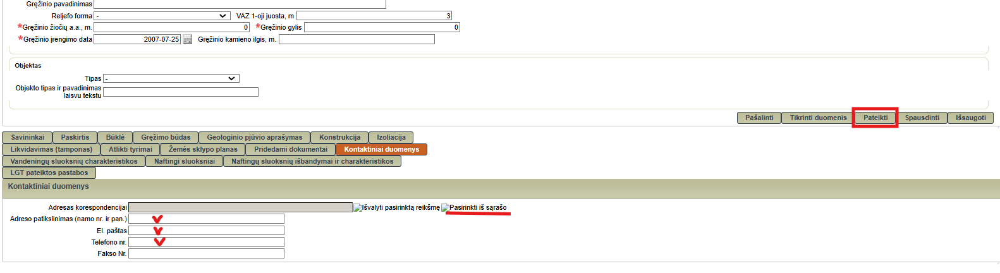 Gręžinio pavadinimas
Reljefo forma - VAZ 1-oji juosta, m 3
*Gręžinio žiočių a.a., m. 0 *Gręžinio gylis 0
*Gręžinio įrengimo data 2007-07-25 Gręžinio kamieno ilgis, m.
Objektas
Tipas -
Objekto tipas ir pavadinimas
laisvu tekstu
Pašalinti Tikrinti duomenis Pateikti Spausdinti Išsaugoti
Savininkai Paskirtis Būklė Gręžimo būdas Geologinio pjūvio aprašymas Konstrukcija Izoliacija
Likvidavimas (tamponas) Atlikti tyrimai Žemės sklypo planas Pridedami dokumentai Kontaktiniai duomenys
Vandeningų sluoksnių charakteristikos Naftingi sluoksniai Naftingų sluoksnių išbandymai ir charakteristikos
LGT pateiktos pastabos
Kontaktiniai duomenys
Adresas korespondencijai Išvalyti pasirinktą reikšmę Pasirinkti iš sąrašo
Adreso patikslinimas (namo nr. ir pan.)
El. paštas
Telefono nr.
Fakso Nr.